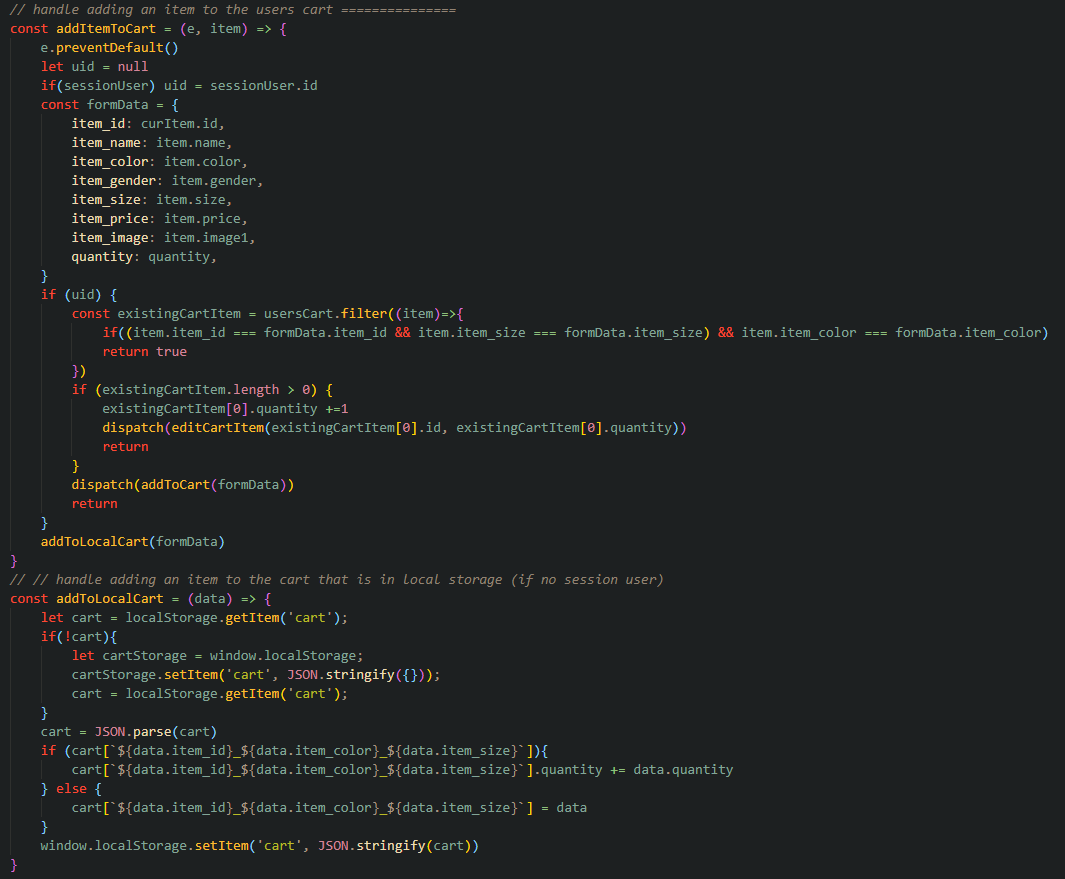 // handle adding an item to the users cart ===============
const addItemToCart = (e, item) => {
    e.preventDefault()
    let uid = null
    if(sessionUser) uid = sessionUser.id
    const formData = {
        item_id: curItem.id,
        item_name: item.name,
        item_color: item.color,
        item_gender: item.gender,
        item_size: item.size,
        item_price: item.price,
        item_image: item.image1,
        quantity: quantity,
    }
    if (uid) {
        const existingCartItem = usersCart.filter((item)=>{
            if((item.item_id === formData.item_id && item.item_size === formData.item_size) && item.item_color === formData.item_color)
            return true
        })
        if (existingCartItem.length > 0) {
            existingCartItem[0].quantity +=1
            dispatch(editCartItem(existingCartItem[0].id, existingCartItem[0].quantity))
            return
        }
        dispatch(addToCart(formData))
        return
    }
    addToLocalCart(formData)
}
// // handle adding an item to the cart that is in local storage (if no session user)
const addToLocalCart = (data) => {
    let cart = localStorage.getItem('cart');
    if(!cart){
        let cartStorage = window.localStorage;
        cartStorage.setItem('cart', JSON.stringify({}));
        cart = localStorage.getItem('cart');
    }
    cart = JSON.parse(cart)
    if (cart[`${data.item_id}_${data.item_color}_${data.item_size}`]){
        cart[`${data.item_id}_${data.item_color}_${data.item_size}`].quantity += data.quantity
    } else {
        cart[`${data.item_id}_${data.item_color}_${data.item_size}`] = data
    }
    window.localStorage.setItem('cart', JSON.stringify(cart))
}